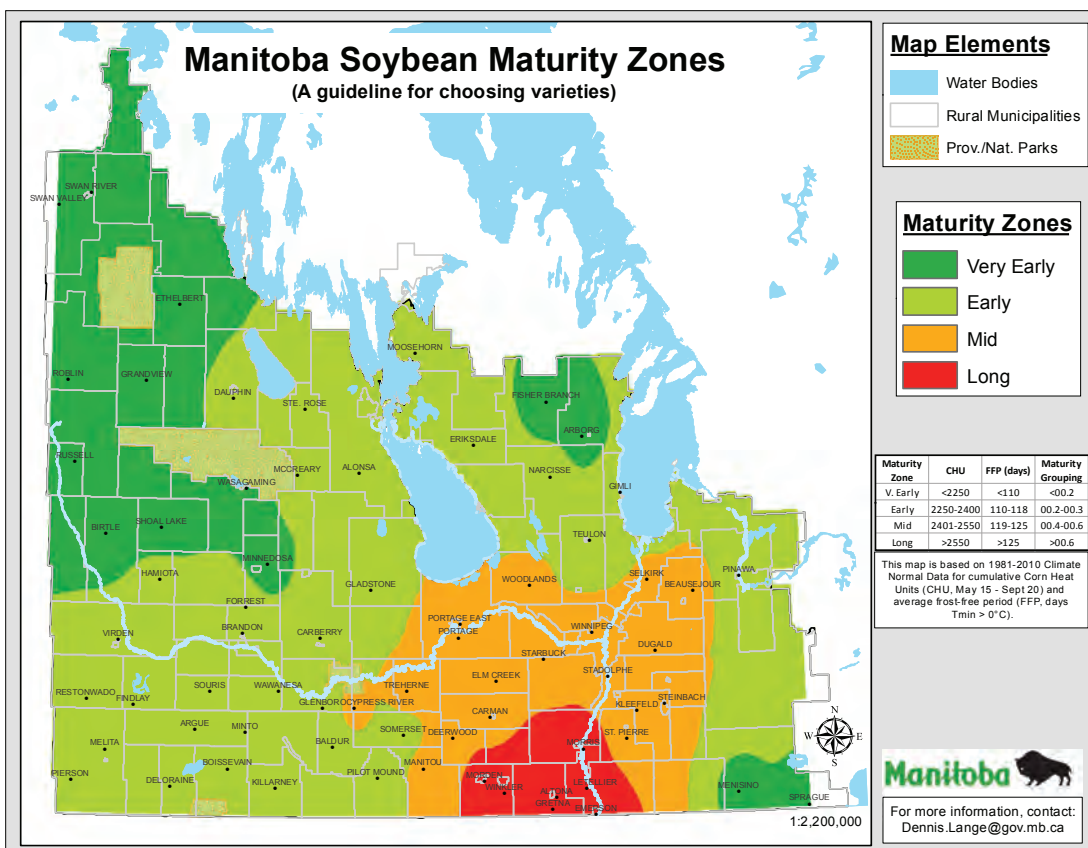 Manitoba Soybean Maturity Zones
(A guideline for choosing varieties)
SWAN RIVER
SWAN VALLEY
ETHELBERT
MOOSEHORN
ROBLIN
GRANDVIEW
DAUPHIN
STE. ROSE
FISHER BRANCH
ARBORG
ERIKSDALE
RUSSELL
MCCREARY
ALONSA
NARCISSE
WASAGAMING
GIMLI
BIRTLE
SHOAL LAKE
TEULON
MINNEDOSA
HAMIOTA
GLADSTONE
WOODLANDS
SELKIRK
BEAUSEJOUR
PINAWA
FORREST
VIRDEN
BRANDON
CARBERRY
PORTAGE EAST
PORTAGE
WINNIPEG
STARBUCK
DUGALD
STADOLPHE
ELM CREEK
RESTONWADO
FINDLAY
SOURIS
WAWANESA
TREHERNE
GLENBOROCYPRESS RIVER
STEINBACH
KLEEFELD
CARMAN
ARGUE
MINTO
SOMERSET
DEERWOOD
ST. PIERRE
MELITA
BALDUR
MORRIS
BOISSEVAIN
MANITOU
PIERSON
DELORAINE
KILLARNEY
PILOT MOUND
MORDEN
WINKLER
LETELLIER
ALTONA
GRETNA
EMERSON
MENISINO
SPRAGUE
N
W E
S
1:2,200,000
Map Elements
Water Bodies
Rural Municipalities
Prov./Nat. Parks
Maturity Zones
Very Early
Early
Mid
Long
Maturity Zone CHU FFP (days) Maturity Grouping
V. Early <2250 <110 <00.2
Early 2250-2400 110-118 00.2-00.3
Mid 2401-2550 119-125 00.4-00.6
Long >2550 >125 >00.6
This map is based on 1981-2010 Climate
Normal Data for cumulative Corn Heat
Units (CHU, May 15 - Sept 20) and
average frost-free period (FFP, days
Tmin > 0°C).
Manitoba
For more information, contact:
Dennis.Lange@gov.mb.ca